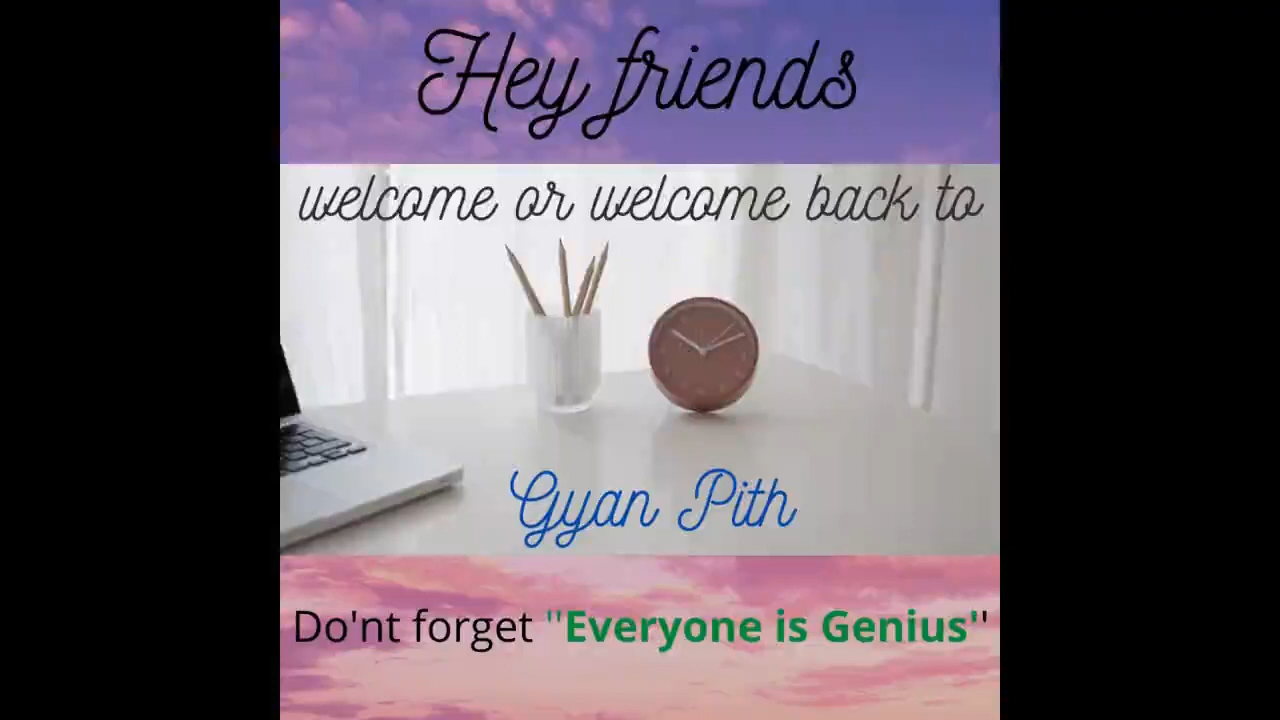 Hey friends
welcome or welcome back to
Gyan Pith
Do'nt forget "Everyone is Genius"